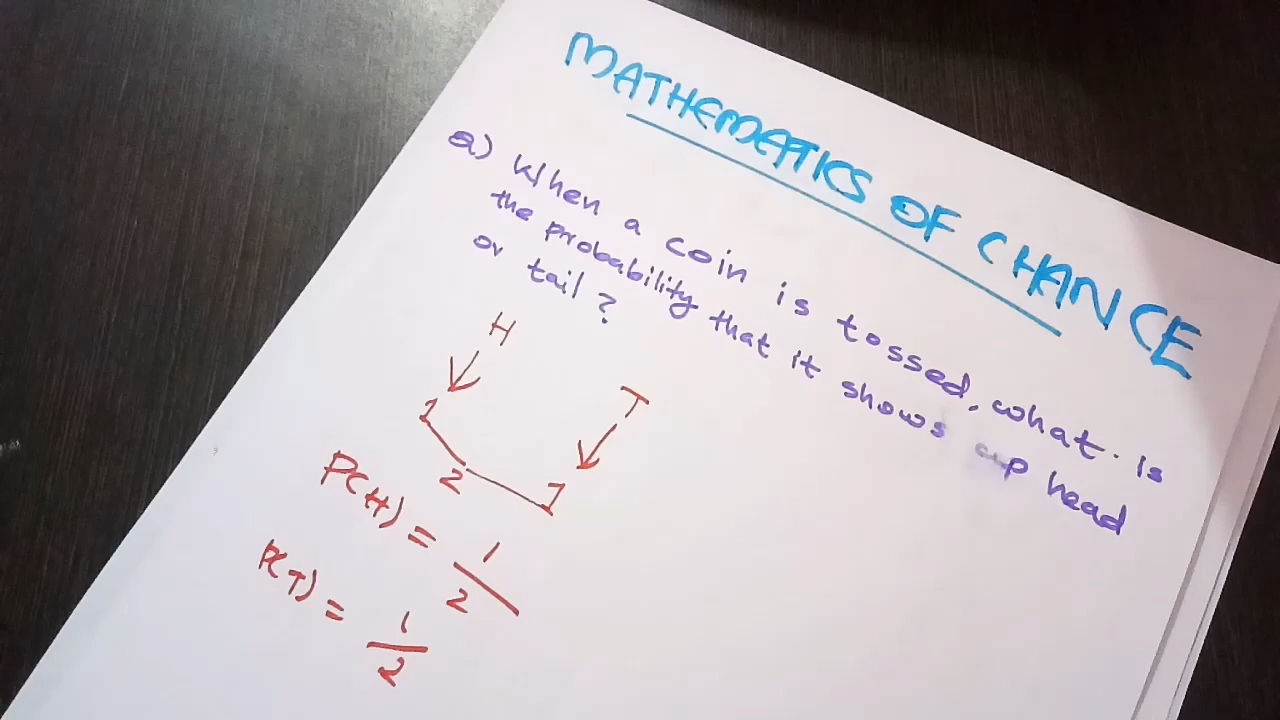 MATHEMATICS OF CHANCE
a) When a coin is tossed, what is
the probability that it shows up head
or tail?
H
T
1
2
1
P(H) = 1/2
P(T) = 1/2